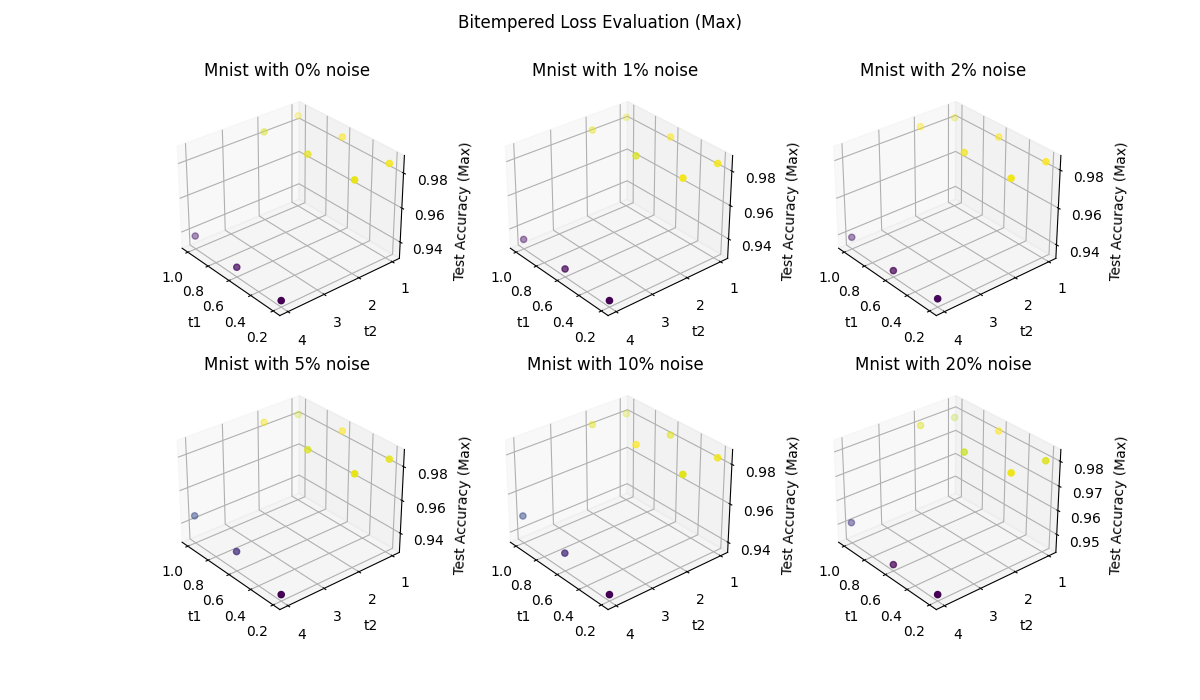 Bitempered Loss Evaluation (Max)
Mnist with 0% noise
0.98
0.96
0.94
Test Accuracy (Max)
1.0
0.8
0.6
0.4
0.2
t1
4
3
2
1
t2
Mnist with 1% noise
0.98
0.96
0.94
Test Accuracy (Max)
1.0
0.8
0.6
0.4
0.2
t1
4
3
2
1
t2
Mnist with 2% noise
0.98
0.96
0.94
Test Accuracy (Max)
1.0
0.8
0.6
0.4
0.2
t1
4
3
2
1
t2
Mnist with 5% noise
0.98
0.96
0.94
Test Accuracy (Max)
1.0
0.8
0.6
0.4
0.2
t1
4
3
2
1
t2
Mnist with 10% noise
0.98
0.96
0.94
Test Accuracy (Max)
1.0
0.8
0.6
0.4
0.2
t1
4
3
2
1
t2
Mnist with 20% noise
0.98
0.97
0.96
0.95
Test Accuracy (Max)
1.0
0.8
0.6
0.4
0.2
t1
4
3
2
1
t2